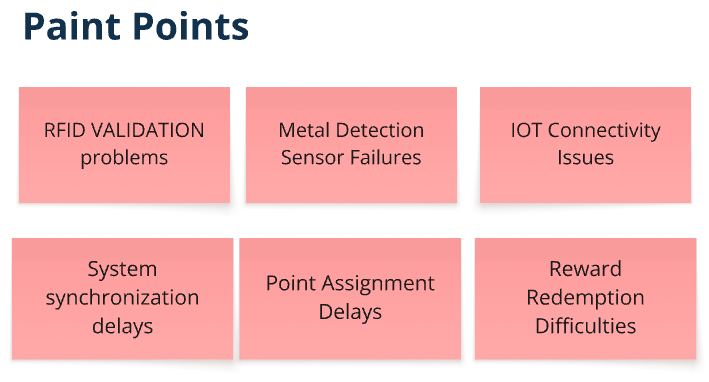 Paint Points
RFID VALIDATION
problems
Metal Detection
Sensor Failures
IOT Connectivity
Issues
System
synchronization
delays
Point Assignment
Delays
Reward
Redemption
Difficulties